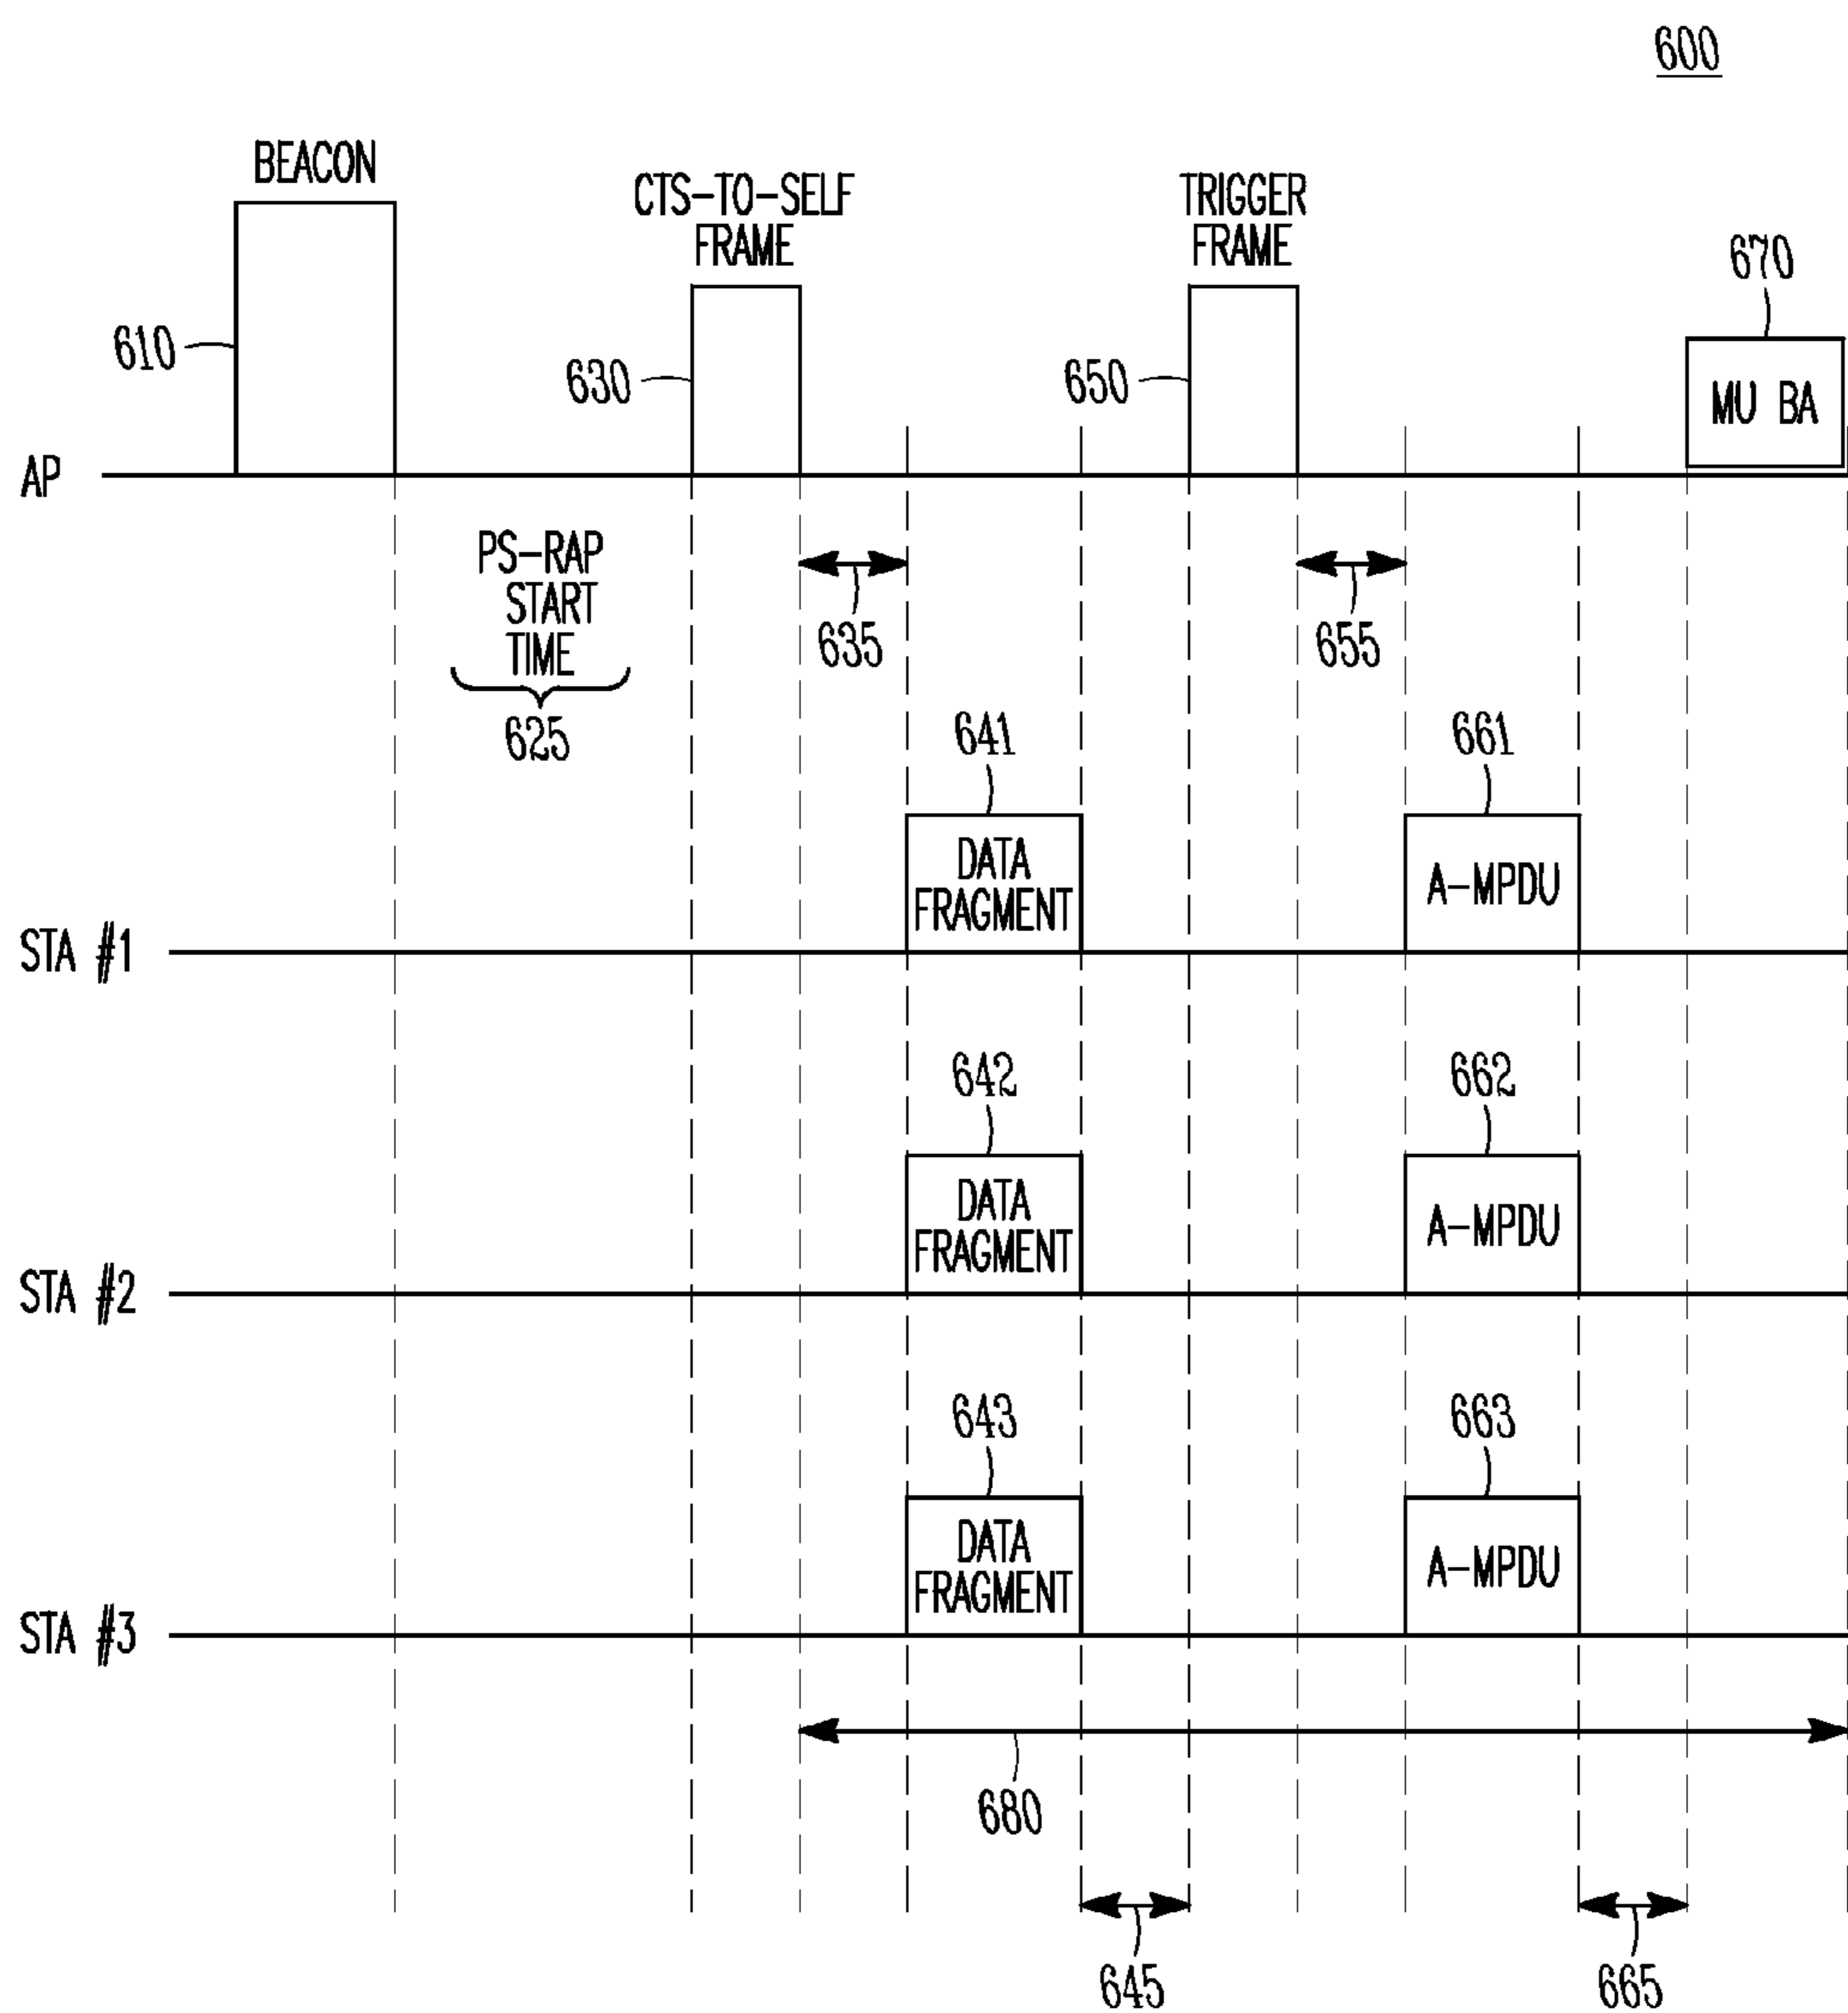 600
BEACON
CTS-TO-SELF
FRAME
TRIGGER
FRAME
670
610
630
650
MU BA
AP
PS-RAP
START
TIME
625
635
655
641
661
DATA
FRAGMENT
A-MPDU
STA #1
642
662
DATA
FRAGMENT
A-MPDU
STA #2
643
663
DATA
FRAGMENT
A-MPDU
STA #3
680
645
665